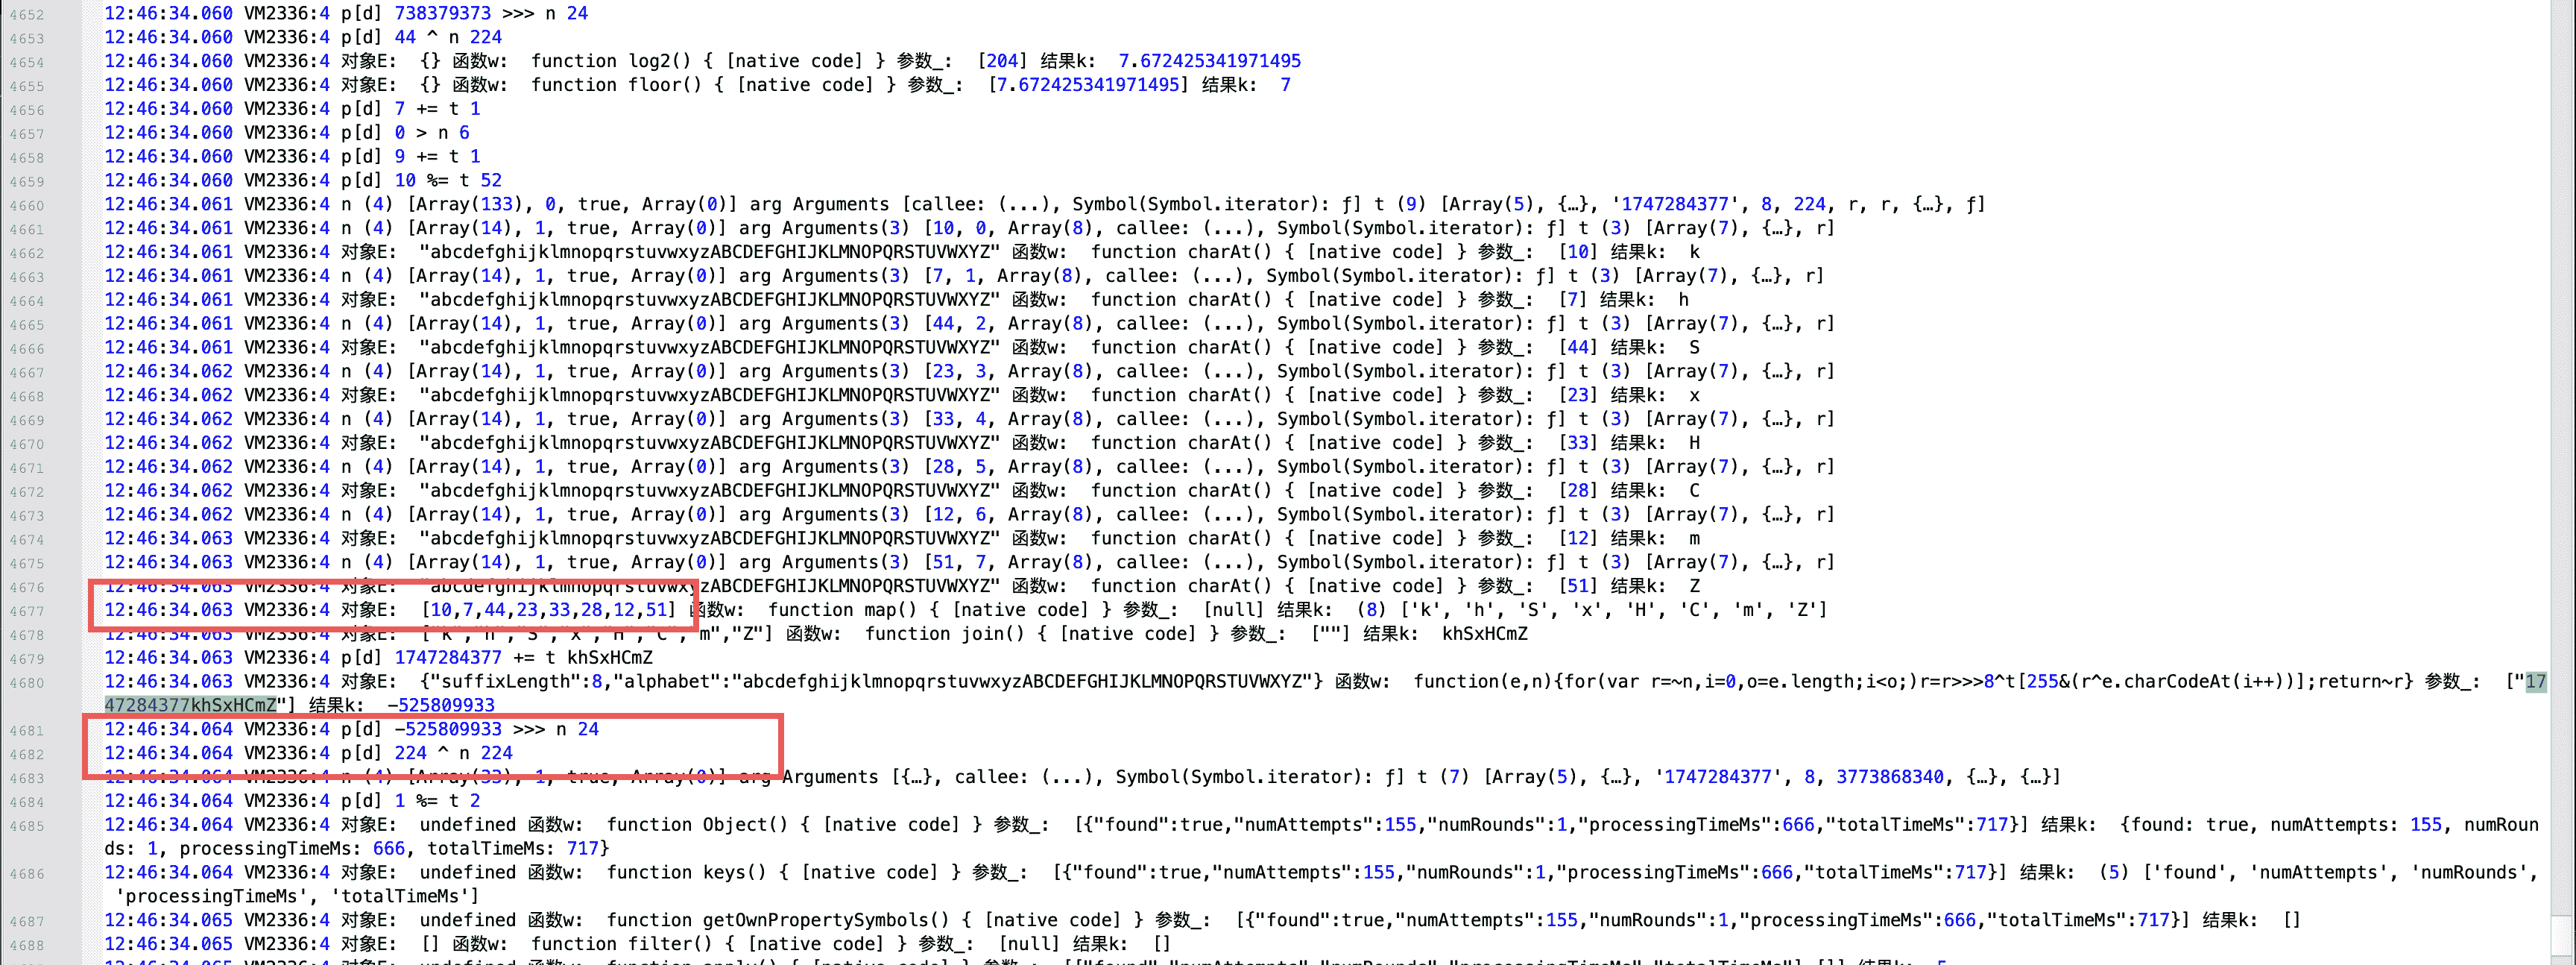 4652 12:46:34.060 VM2336:4 p[d] 738379373 >>> n 24
4653 12:46:34.060 VM2336:4 p[d] 44 ^ n 224
4654 12:46:34.060 VM2336:4 对象E:  {} 函数w:  function log2() { [native code] } 参数_:  [204] 结果k:  7.672425341971495
4655 12:46:34.060 VM2336:4 对象E:  {} 函数w:  function floor() { [native code] } 参数_:  [7.672425341971495] 结果k:  7
4656 12:46:34.060 VM2336:4 p[d] 7 += t 1
4657 12:46:34.060 VM2336:4 p[d] 0 > n 6
4658 12:46:34.060 VM2336:4 p[d] 9 += t 1
4659 12:46:34.060 VM2336:4 p[d] 10 %= t 52
4660 12:46:34.061 VM2336:4 n (4) [Array(133), 0, true, Array(0)] arg Arguments [callee: (...), Symbol(Symbol.iterator): ƒ] t (9) [Array(5), {…}, '1747284377', 8, 224, r, r, {…}, ƒ]
4661 12:46:34.061 VM2336:4 n (4) [Array(14), 1, true, Array(0)] arg Arguments(3) [10, 0, Array(8), callee: (...), Symbol(Symbol.iterator): ƒ] t (3) [Array(7), {…}, r]
4662 12:46:34.061 VM2336:4 对象E:  "abcdefghijklmnopqrstuvwxyzABCDEFGHIJKLMNOPQRSTUVWXYZ" 函数w:  function charAt() { [native code] } 参数_:  [10] 结果k:  k
4663 12:46:34.061 VM2336:4 n (4) [Array(14), 1, true, Array(0)] arg Arguments(3) [7, 1, Array(8), callee: (...), Symbol(Symbol.iterator): ƒ] t (3) [Array(7), {…}, r]
4664 12:46:34.061 VM2336:4 对象E:  "abcdefghijklmnopqrstuvwxyzABCDEFGHIJKLMNOPQRSTUVWXYZ" 函数w:  function charAt() { [native code] } 参数_:  [7] 结果k:  h
4665 12:46:34.061 VM2336:4 n (4) [Array(14), 1, true, Array(0)] arg Arguments(3) [44, 2, Array(8), callee: (...), Symbol(Symbol.iterator): ƒ] t (3) [Array(7), {…}, r]
4666 12:46:34.061 VM2336:4 对象E:  "abcdefghijklmnopqrstuvwxyzABCDEFGHIJKLMNOPQRSTUVWXYZ" 函数w:  function charAt() { [native code] } 参数_:  [44] 结果k:  S
4667 12:46:34.062 VM2336:4 n (4) [Array(14), 1, true, Array(0)] arg Arguments(3) [23, 3, Array(8), callee: (...), Symbol(Symbol.iterator): ƒ] t (3) [Array(7), {…}, r]
4668 12:46:34.062 VM2336:4 对象E:  "abcdefghijklmnopqrstuvwxyzABCDEFGHIJKLMNOPQRSTUVWXYZ" 函数w:  function charAt() { [native code] } 参数_:  [23] 结果k:  x
4669 12:46:34.062 VM2336:4 n (4) [Array(14), 1, true, Array(0)] arg Arguments(3) [33, 4, Array(8), callee: (...), Symbol(Symbol.iterator): ƒ] t (3) [Array(7), {…}, r]
4670 12:46:34.062 VM2336:4 对象E:  "abcdefghijklmnopqrstuvwxyzABCDEFGHIJKLMNOPQRSTUVWXYZ" 函数w:  function charAt() { [native code] } 参数_:  [33] 结果k:  H
4671 12:46:34.062 VM2336:4 n (4) [Array(14), 1, true, Array(0)] arg Arguments(3) [28, 5, Array(8), callee: (...), Symbol(Symbol.iterator): ƒ] t (3) [Array(7), {…}, r]
4672 12:46:34.062 VM2336:4 对象E:  "abcdefghijklmnopqrstuvwxyzABCDEFGHIJKLMNOPQRSTUVWXYZ" 函数w:  function charAt() { [native code] } 参数_:  [28] 结果k:  C
4673 12:46:34.062 VM2336:4 n (4) [Array(14), 1, true, Array(0)] arg Arguments(3) [12, 6, Array(8), callee: (...), Symbol(Symbol.iterator): ƒ] t (3) [Array(7), {…}, r]
4674 12:46:34.063 VM2336:4 对象E:  "abcdefghijklmnopqrstuvwxyzABCDEFGHIJKLMNOPQRSTUVWXYZ" 函数w:  function charAt() { [native code] } 参数_:  [12] 结果k:  m
4675 12:46:34.063 VM2336:4 n (4) [Array(14), 1, true, Array(0)] arg Arguments(3) [51, 7, Array(8), callee: (...), Symbol(Symbol.iterator): ƒ] t (3) [Array(7), {…}, r]
4676 12:46:34.063 VM2336:4 对象E:  "abcdefghijklmnopqrstuvwxyzABCDEFGHIJKLMNOPQRSTUVWXYZ" 函数w:  function charAt() { [native code] } 参数_:  [51] 结果k:  Z
4677 12:46:34.063 VM2336:4 对象E:  [10,7,44,23,33,28,12,51] 函数w:  function map() { [native code] } 参数_:  [null] 结果k:  (8) ['k', 'h', 'S', 'x', 'H', 'C', 'm', 'Z']
4678 12:46:34.063 VM2336:4 对象E:  ["k","h","S","x","H","C","m","Z"] 函数w:  function join() { [native code] } 参数_:  [""] 结果k:  khSxHCmZ
4679 12:46:34.063 VM2336:4 p[d] 1747284377 += t khSxHCmZ
4680 12:46:34.063 VM2336:4 对象E:  {"suffixLength":8,"alphabet":"abcdefghijklmnopqrstuvwxyzABCDEFGHIJKLMNOPQRSTUVWXYZ"} 函数w:  function(e,n){for(var r=~n,i=0,o=e.length;i<o;)r=r>>>8^t[255&(r^e.charCodeAt(i++))];return~r} 参数_:  ["17
47284377khSxHCmZ"] 结果k:  -525809933
4681 12:46:34.064 VM2336:4 p[d] -525809933 >>> n 24
4682 12:46:34.064 VM2336:4 p[d] 224 ^ n 224
4683 12:46:34.064 VM2336:4 n (4) [Array(33), 1, true, Array(0)] arg Arguments [{…}, callee: (...), Symbol(Symbol.iterator): ƒ] t (7) [Array(5), {…}, '1747284377', 8, 3773868340, {…}, {…}]
4684 12:46:34.064 VM2336:4 p[d] 1 %= t 2
4685 12:46:34.064 VM2336:4 对象E:  undefined 函数w:  function Object() { [native code] } 参数_:  [{"found":true,"numAttempts":155,"numRounds":1,"processingTimeMs":666,"totalTimeMs":717}] 结果k:  {found: true, numAttempts: 155, numRoun
ds: 1, processingTimeMs: 666, totalTimeMs: 717}
4686 12:46:34.064 VM2336:4 对象E:  undefined 函数w:  function keys() { [native code] } 参数_:  [{"found":true,"numAttempts":155,"numRounds":1,"processingTimeMs":666,"totalTimeMs":717}] 结果k:  (5) ['found', 'numAttempts', 'numRounds',
'processingTimeMs', 'totalTimeMs']
4687 12:46:34.065 VM2336:4 对象E:  undefined 函数w:  function getOwnPropertySymbols() { [native code] } 参数_:  [{"found":true,"numAttempts":155,"numRounds":1,"processingTimeMs":666,"totalTimeMs":717}] 结果k:  []
4688 12:46:34.065 VM2336:4 对象E:  [] 函数w:  function filter() { [native code] } 参数_:  [null] 结果k:  []